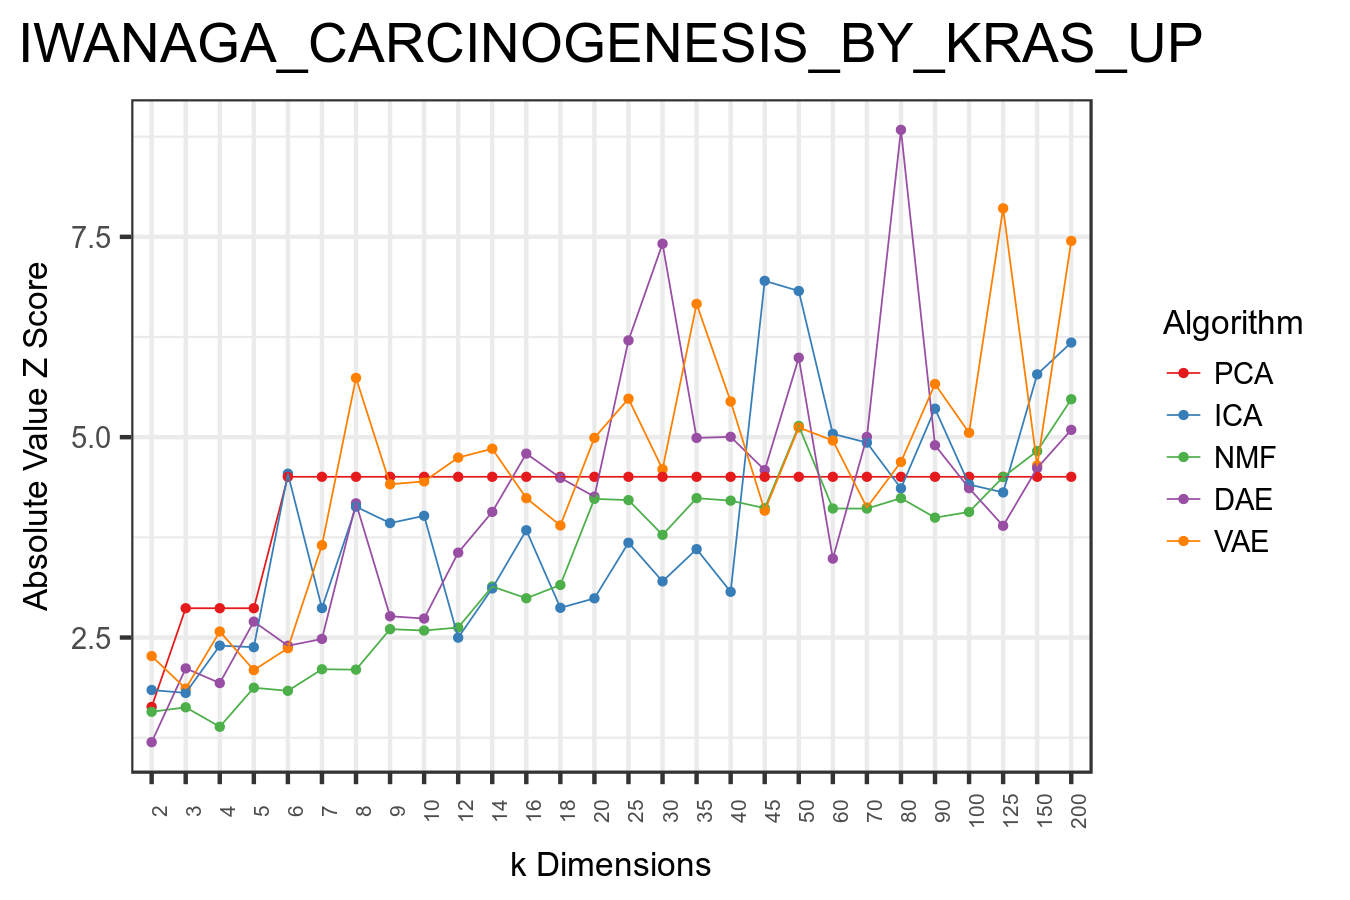 IWANAGA_CARCINOGENESIS_BY_KRAS_UP
Absolute Value Z Score
7.5
5.0
2.5
2 3 4 5 6 7 8 9 10 12 14 16 18 20 25 30 35 40 45 50 60 70 80 90 100 125 150 200
k Dimensions
Algorithm
PCA
ICA
NMF
DAE
VAE